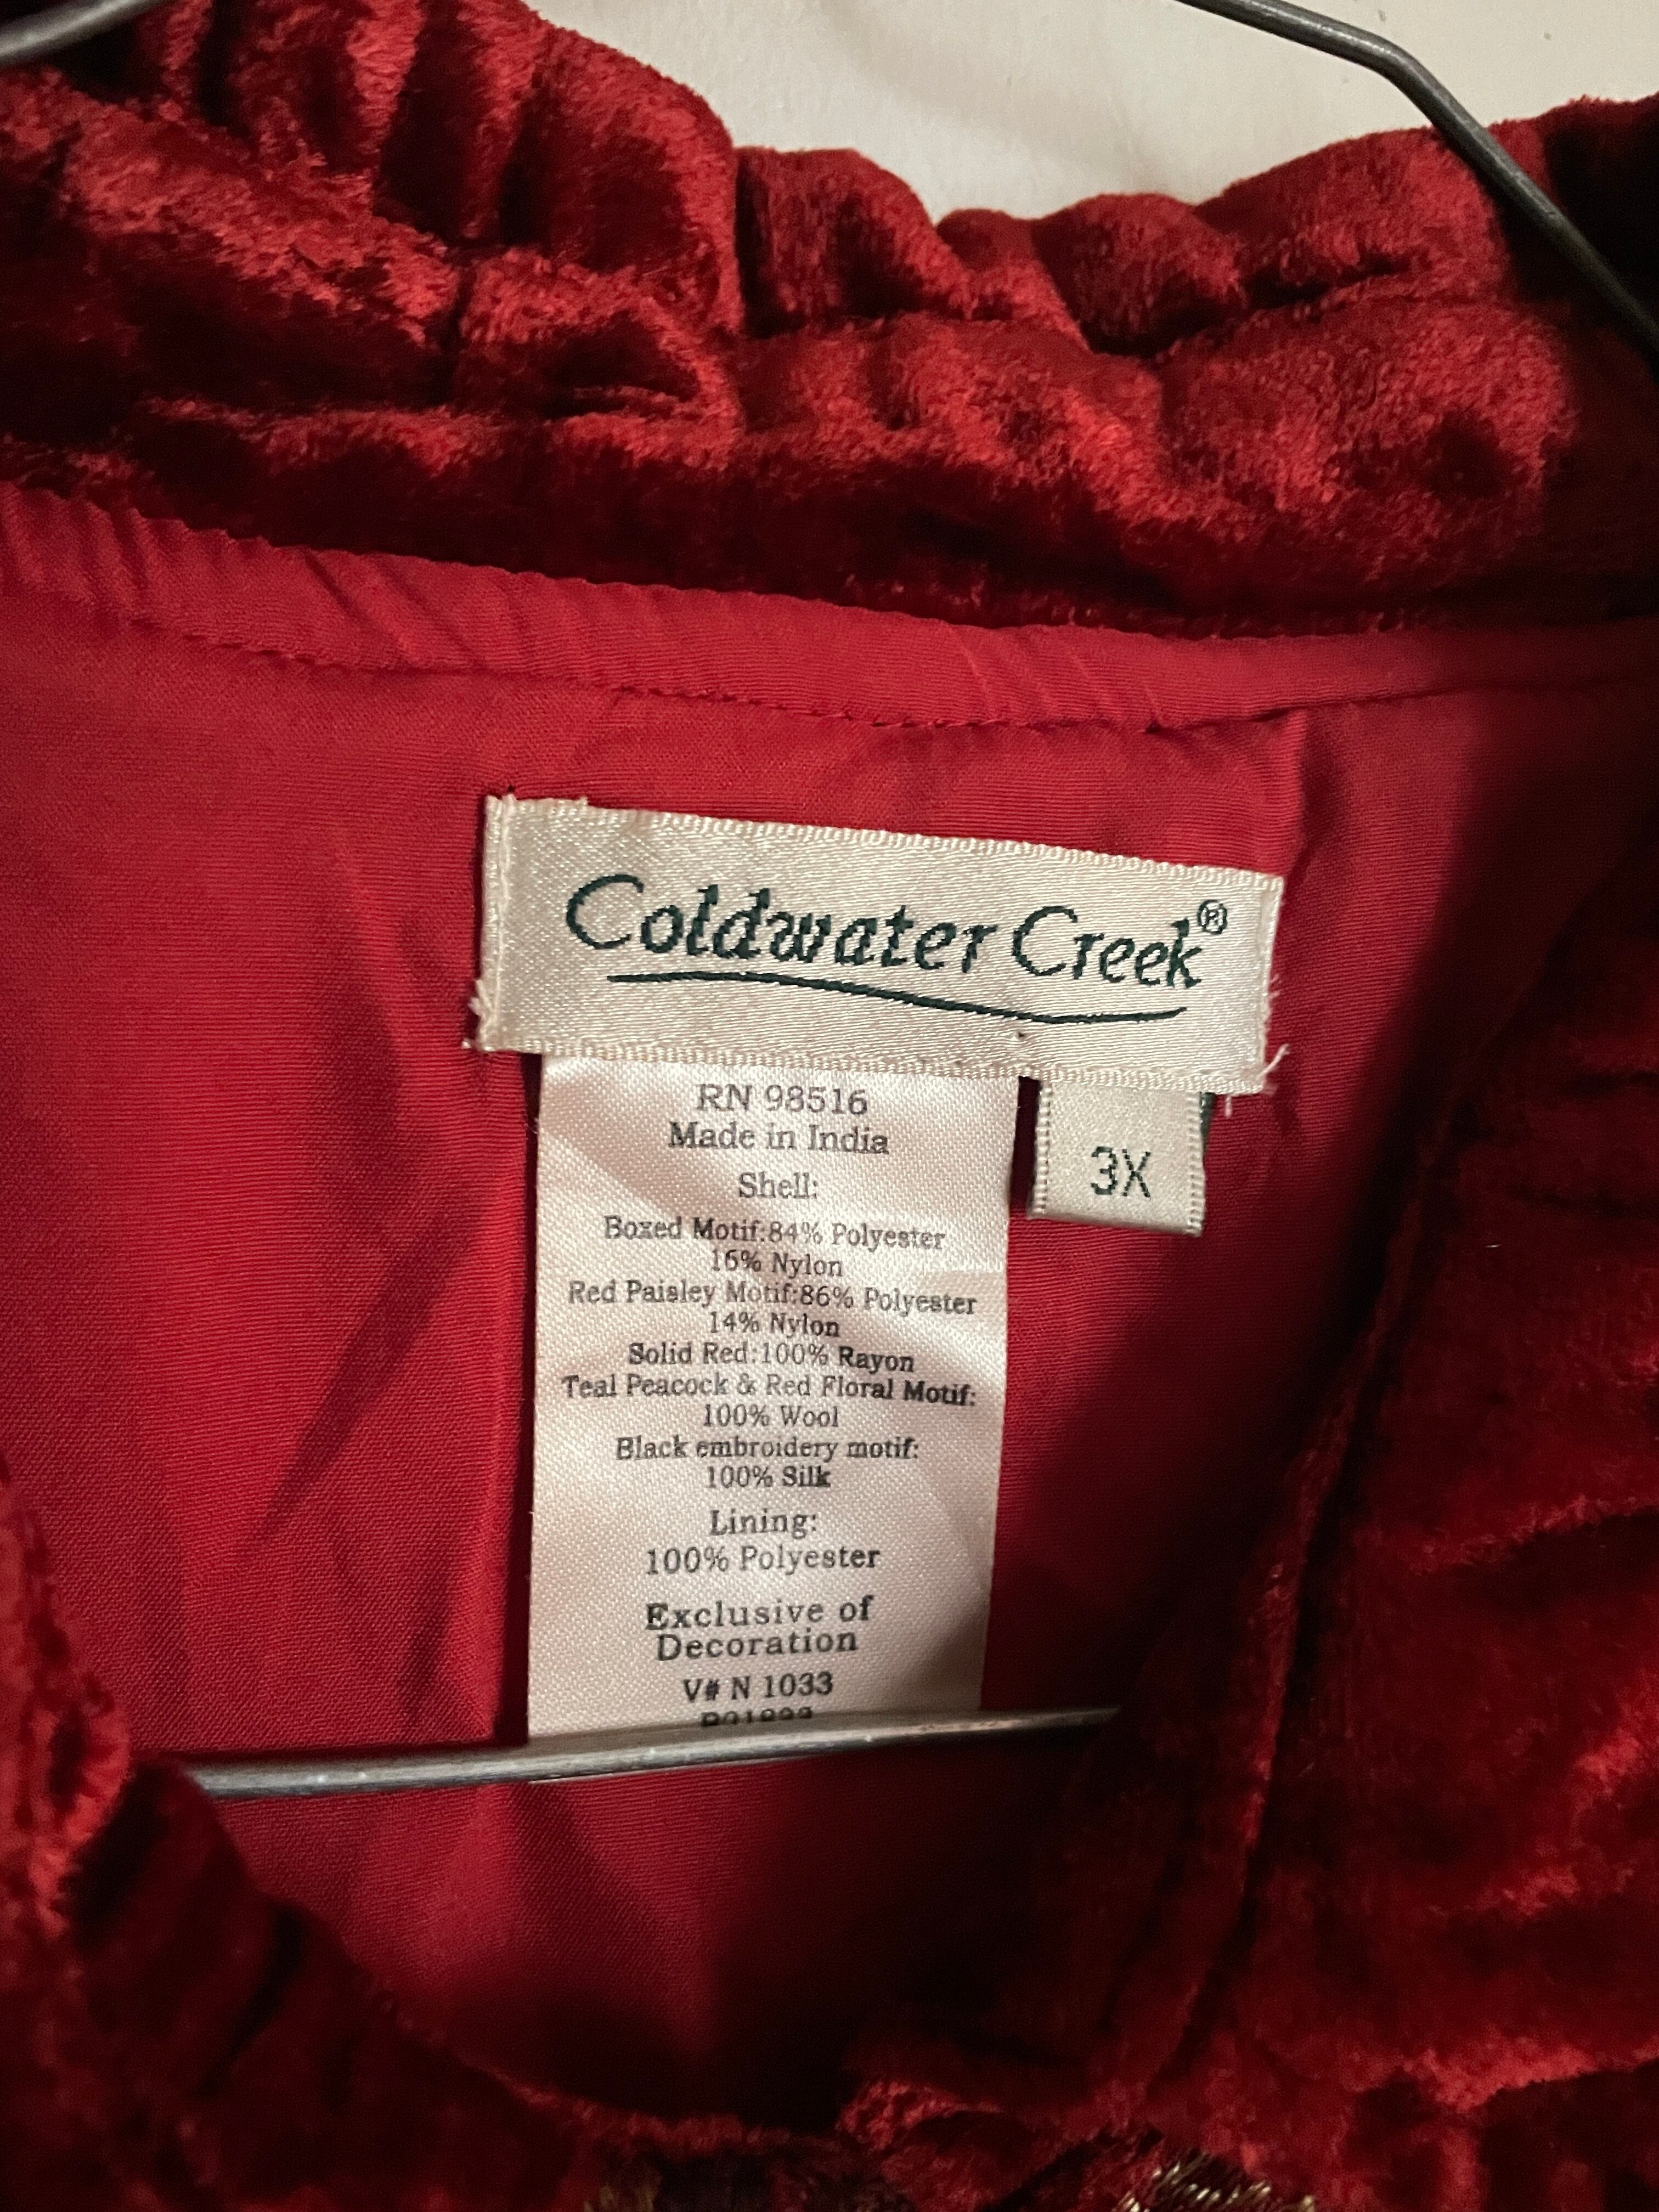 Coldwater Creek®
RN 98516
Made in India
3X
Shell:
Boxed Motif:84% Polyester
16% Nylon
Red Paisley Motif:86% Polyester
14% Nylon
Solid Red:100% Rayon
Teal Peacock & Red Floral Motif:
100% Wool
Black embroidery motif:
100% Silk
Lining:
100% Polyester
Exclusive of
Decoration
V# N 1033